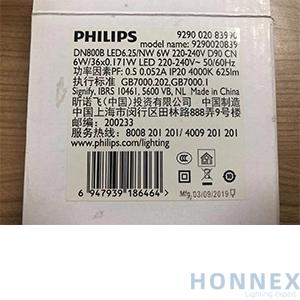 PHILIPS
9290 020 83990
model name: 9290020839
DN800B LED6.25/NW 6W 220-240V D90 CN
6W/36x0.171W LED 220-240V~ 50/60Hz
功率因素PF: 0.5 0.052A IP20 4000K 625lm
执行标准: GB7000.202,GB7000.1
Signify, IBRS 10461, 5600 VB, NL Made in China
昕诺飞(中国)投资有限公司 中国制造
中国上海市闵行区田林路888弄9号楼
邮编: 200233
服务热线: 8008 201 201/ 4009 201 201
www.philips.com/lighting
6 947939 186464 >
Mfg. 03/09/2019
HONNEX
Lighting expert